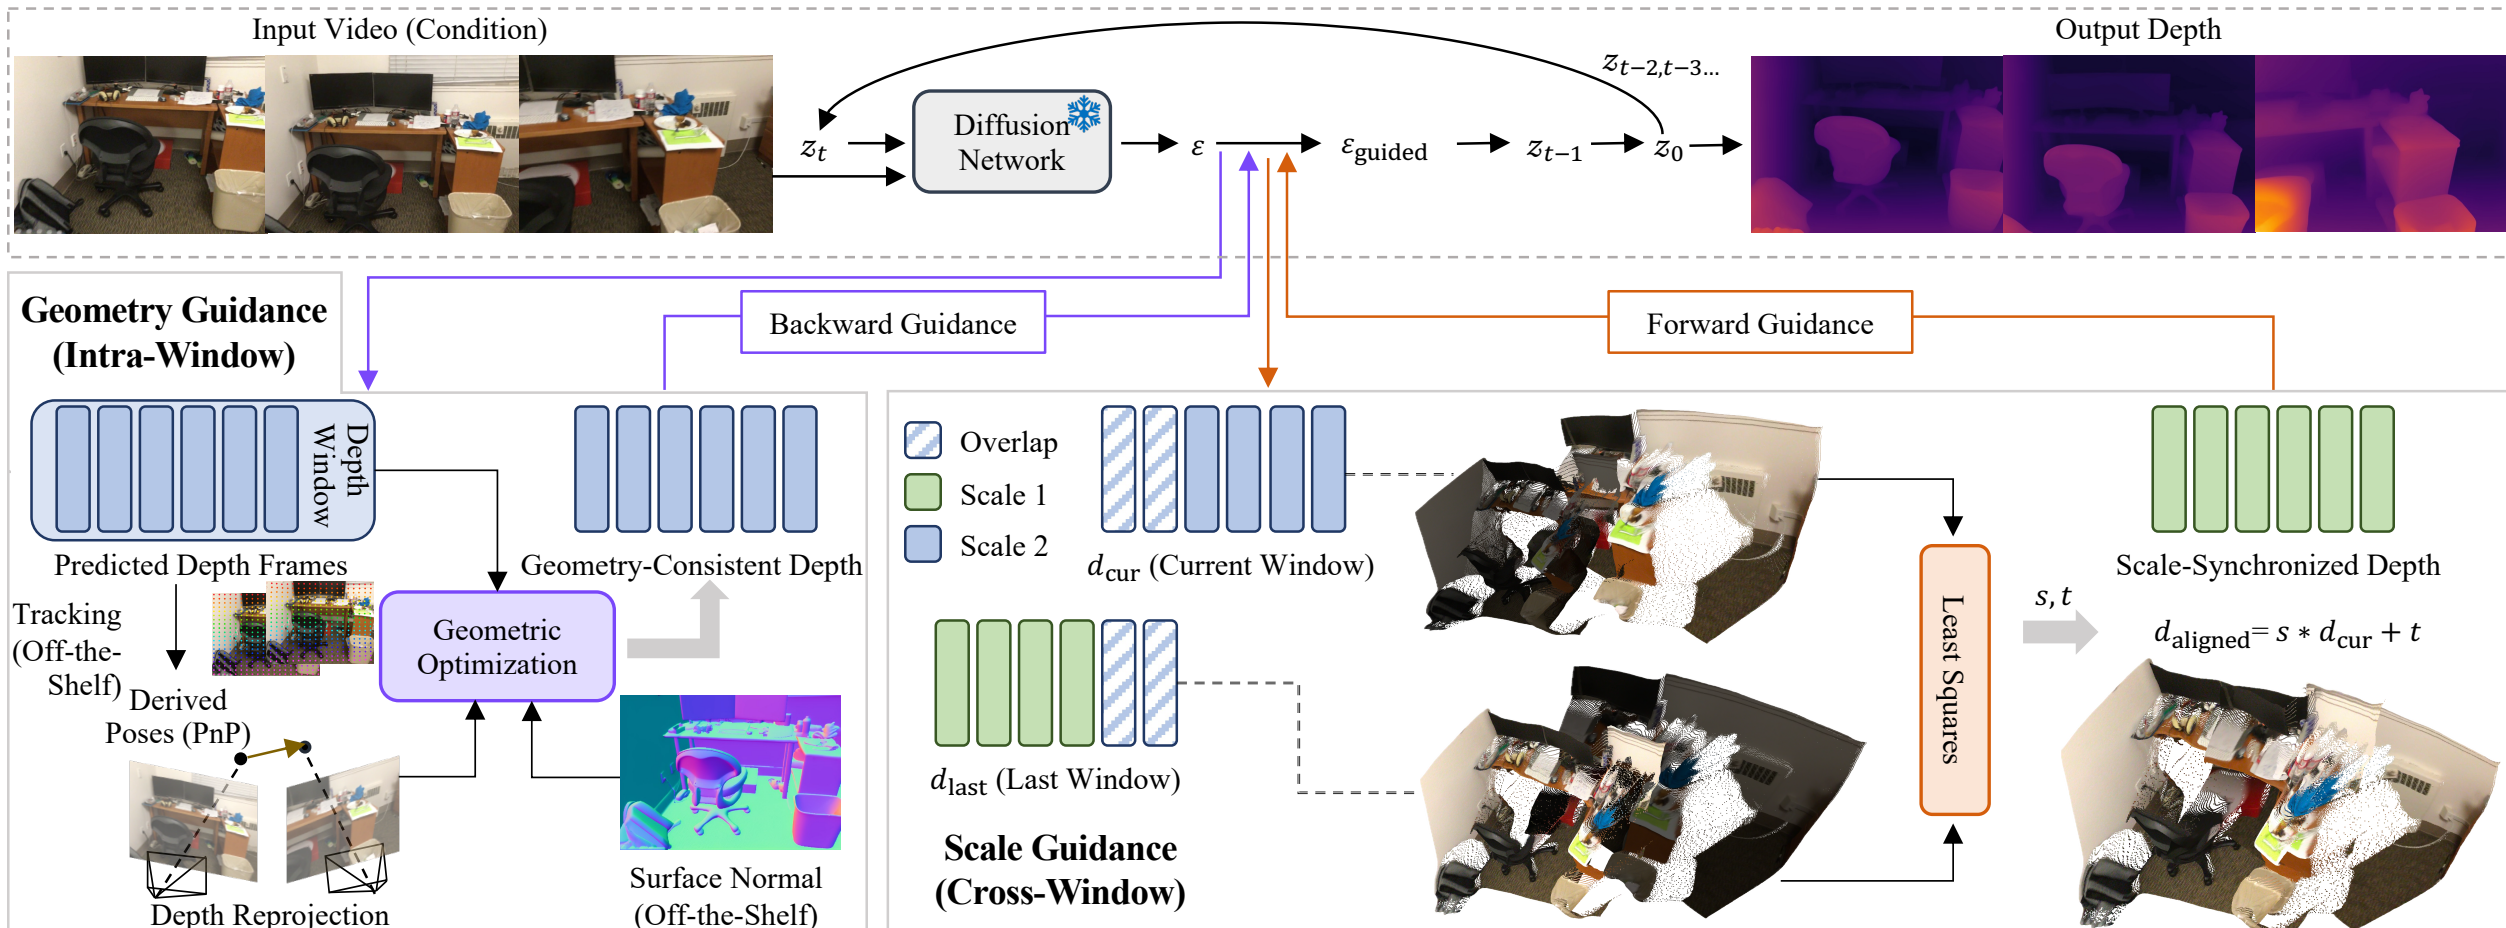 Input Video (Condition)
Output Depth
z_{t−2,t−3...}
z_t
Diffusion
Network
ε
ε_guided
z_{t−1}
z_0
Geometry Guidance
(Intra-Window)
Backward Guidance
Forward Guidance
Depth
Window
Predicted Depth Frames
Geometry-Consistent Depth
Tracking
(Off-the-
Shelf)
Derived
Poses (PnP)
Geometric
Optimization
Depth Reprojection
Surface Normal
(Off-the-Shelf)
Overlap
Scale 1
Scale 2
d_cur (Current Window)
d_last (Last Window)
Scale Guidance
(Cross-Window)
Least Squares
s, t
Scale-Synchronized Depth
d_aligned = s ∗ d_cur + t